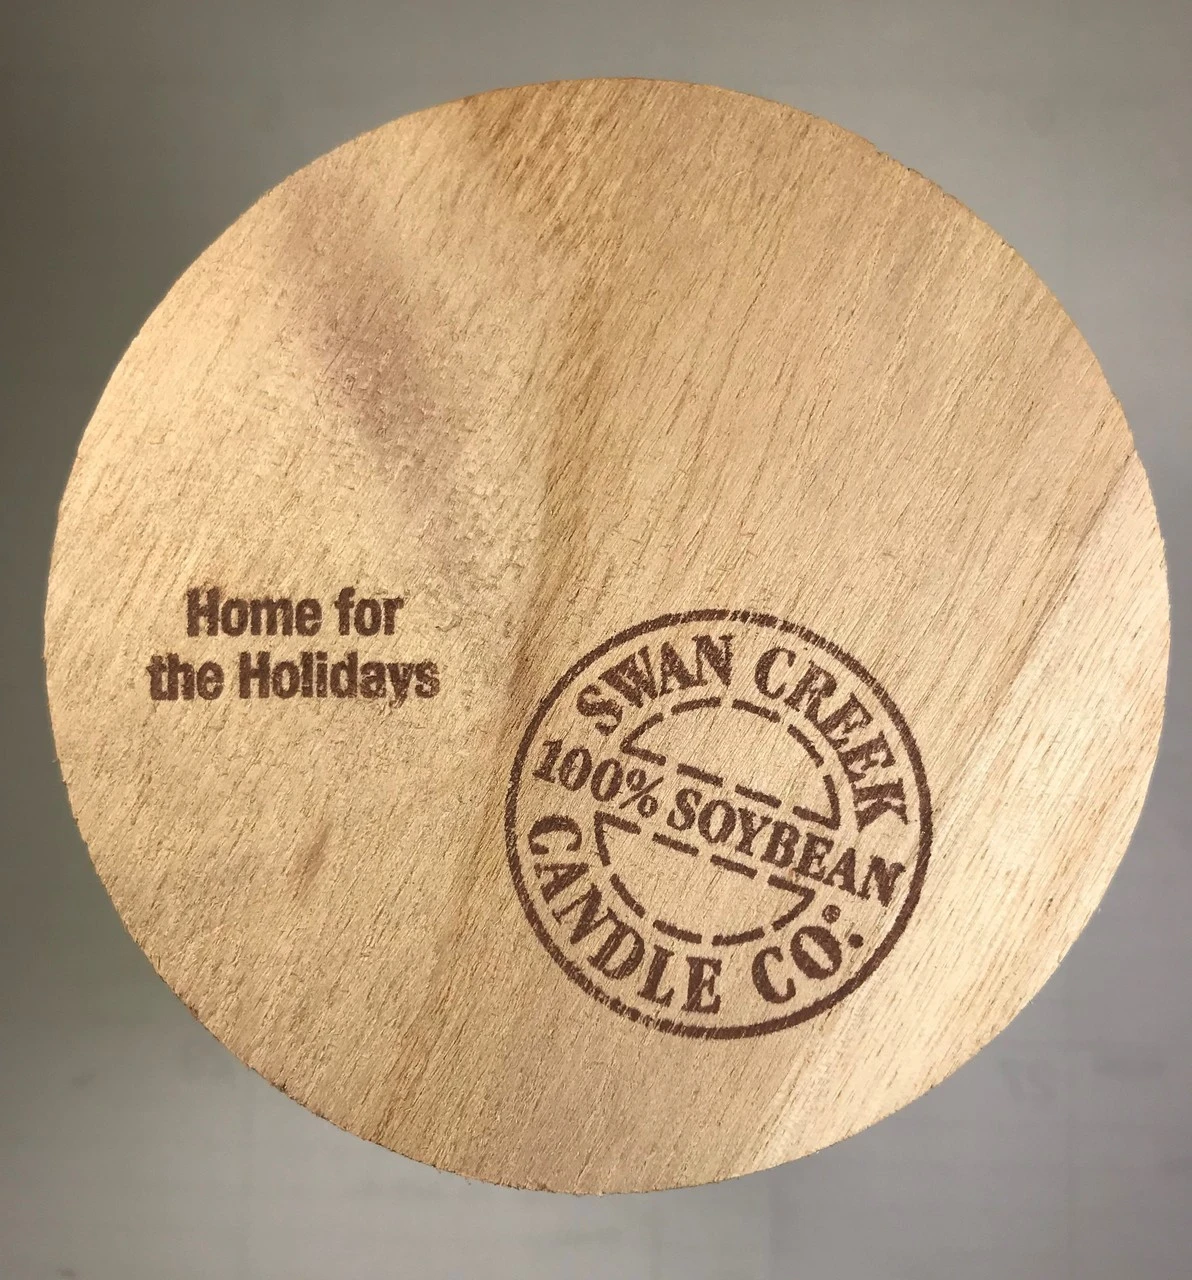 Home for
the Holidays
SWAN CREEK
100% SOYBEAN
CANDLE CO.®